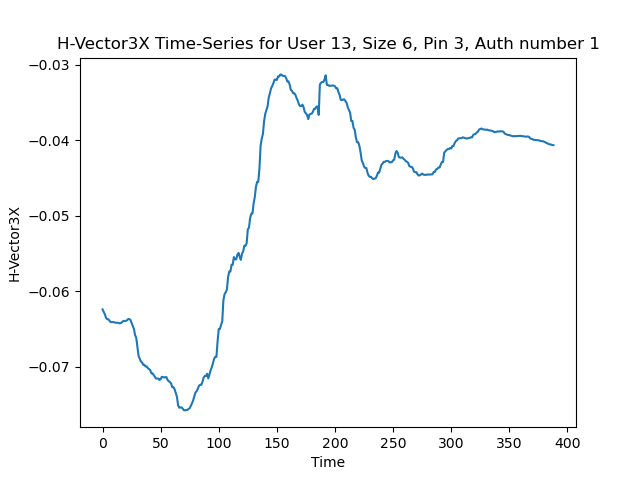 H-Vector3X Time-Series for User 13, Size 6, Pin 3, Auth number 1
−0.03
−0.04
−0.05
−0.06
−0.07
H-Vector3X
0 50 100 150 200 250 300 350 400
Time